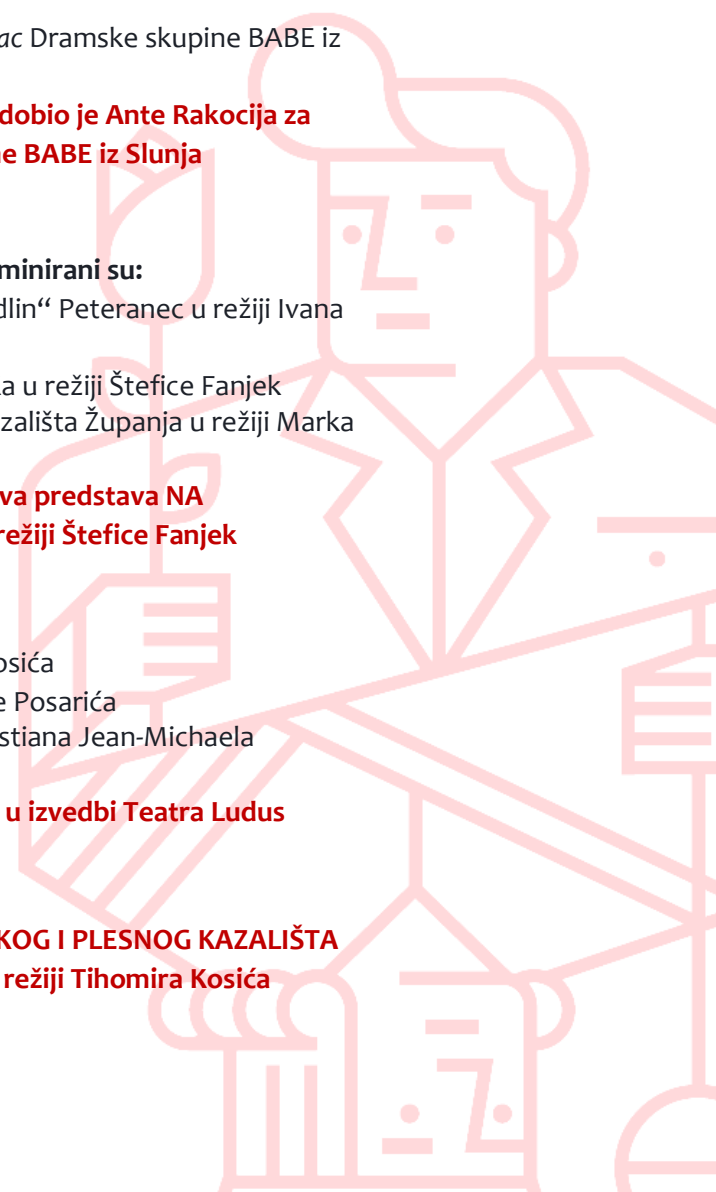 ac Dramske skupine BABE iz
dobio je Ante Rakocija za
e BABE iz Slunja
minirani su:
dlin“ Peteranec u režiji Ivana
a u režiji Štefice Fanjek
zališta Županja u režiji Marka
va predstava NA
režiji Štefice Fanjek
osića
e Posarića
stiana Jean-Michaela
u izvedbi Teatra Ludus
KOG I PLESNOG KAZALIŠTA
režiji Tihomira Kosića